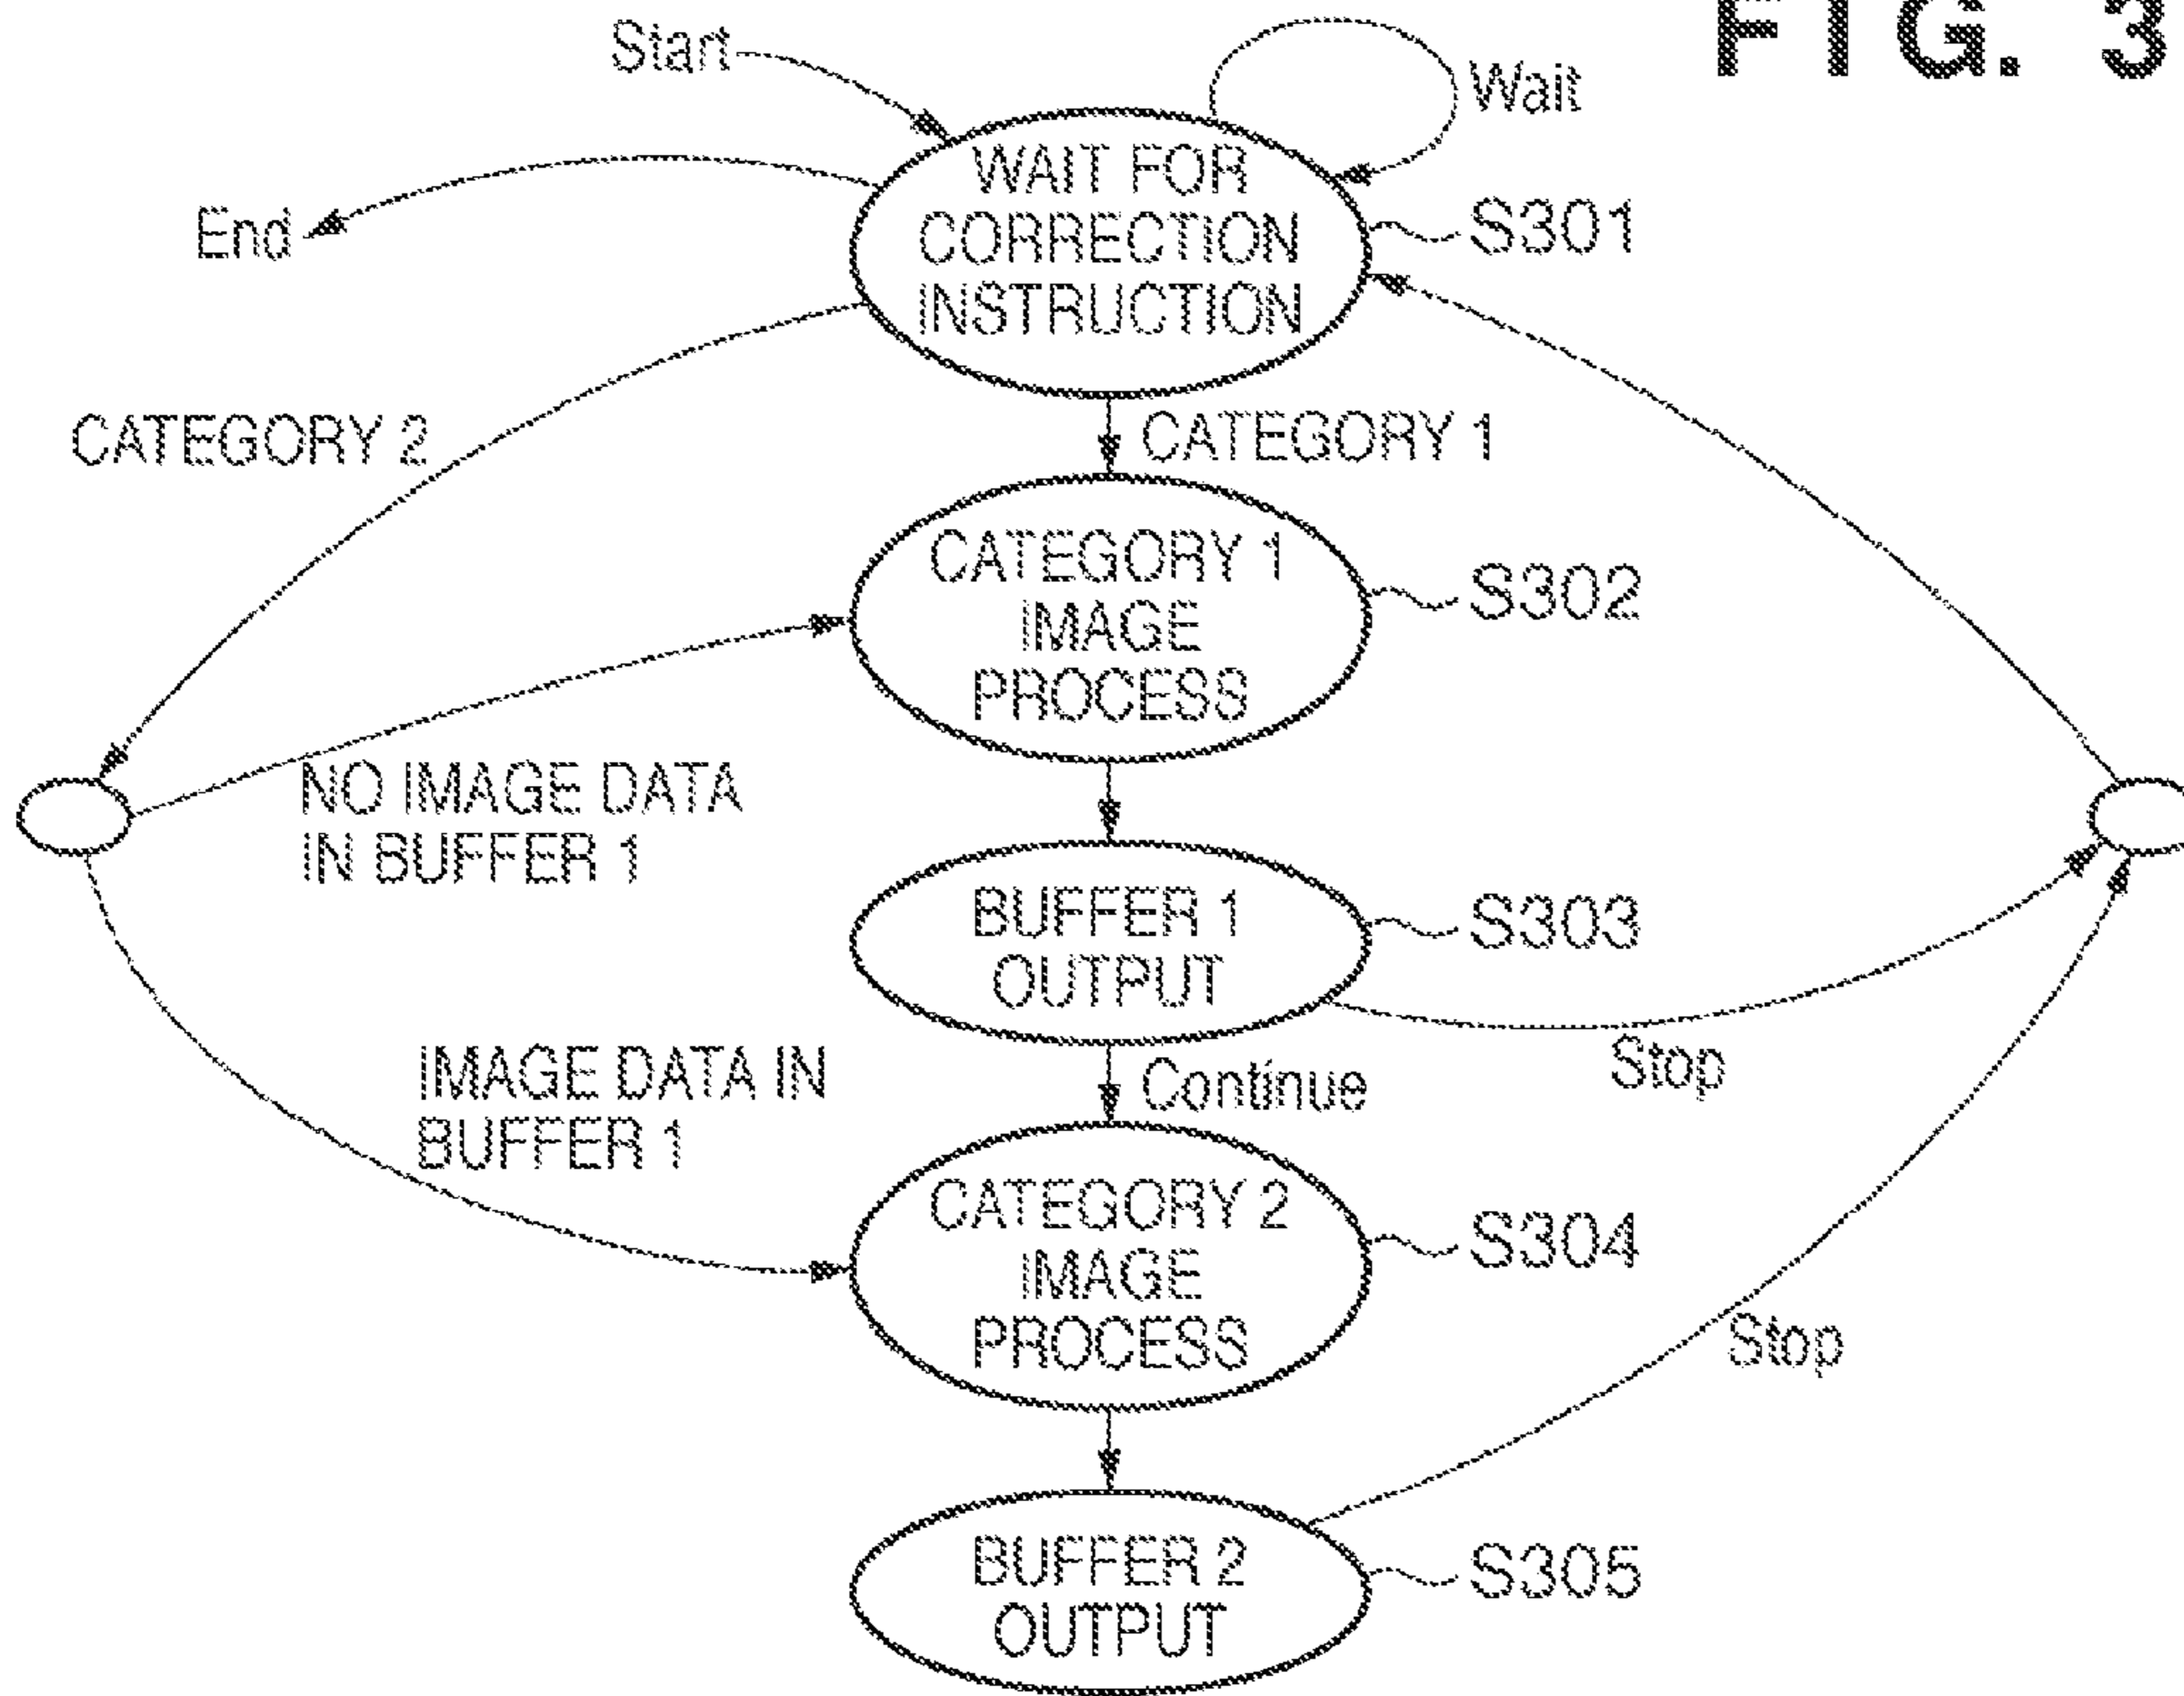 FIG. 3
Start
Wait
WAIT FOR
CORRECTION
INSTRUCTION
S301
End
CATEGORY 2
CATEGORY 1
CATEGORY 1
IMAGE
PROCESS
S302
NO IMAGE DATA
IN BUFFER 1
BUFFER 1
OUTPUT
S303
Stop
Continue
IMAGE DATA IN
BUFFER 1
CATEGORY 2
IMAGE
PROCESS
S304
Stop
BUFFER 2
OUTPUT
S305